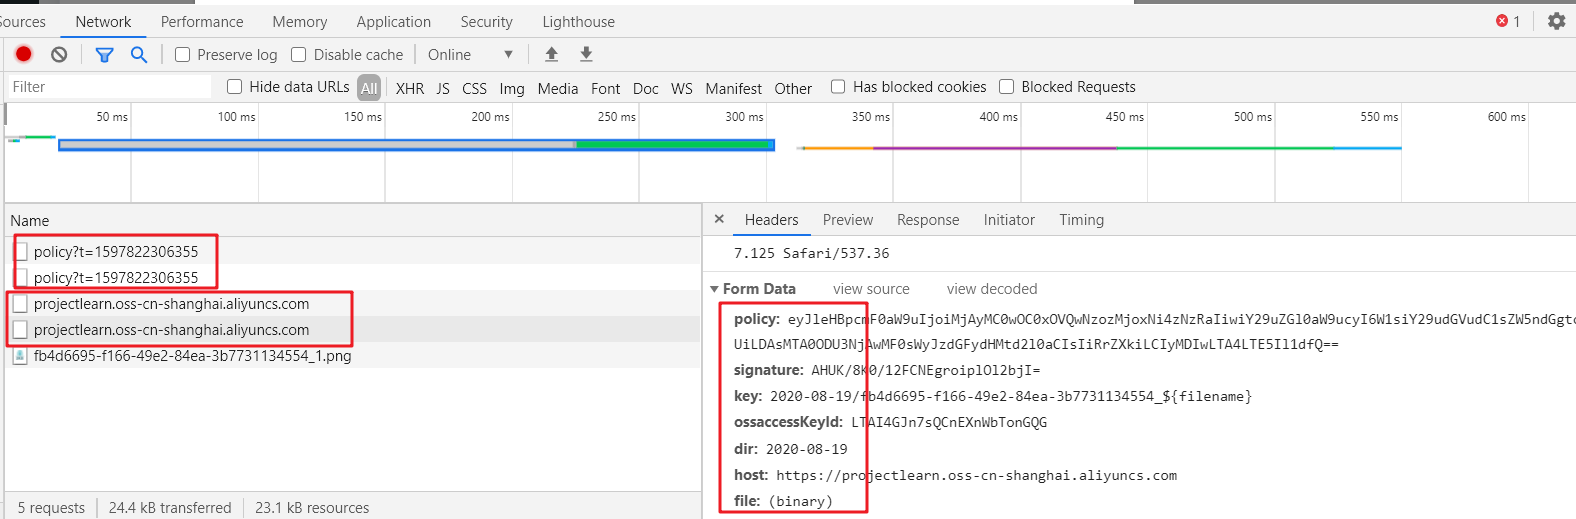 Sources Network Performance Memory Application Security Lighthouse 1
Preserve log Disable cache Online
Filter Hide data URLs All XHR JS CSS Img Media Font Doc WS Manifest Other Has blocked cookies Blocked Requests
50 ms 100 ms 150 ms 200 ms 250 ms 300 ms 350 ms 400 ms 450 ms 500 ms 550 ms 600 ms
Name
policy?t=1597822306355
policy?t=1597822306355
projectlearn.oss-cn-shanghai.aliyuncs.com
projectlearn.oss-cn-shanghai.aliyuncs.com
fb4d6695-f166-49e2-84ea-3b7731134554_1.png
5 requests 24.4 kB transferred 23.1 kB resources
× Headers Preview Response Initiator Timing
7.125 Safari/537.36
Form Data view source view decoded
policy: eyJleHBpcmF0aW9uIjoiMjAyMC0wOC0xOVQwNzozMjoxNi4zNzRaIiwiY29uZGl0aW9ucyI6W1siY29udGVudC1sZW5ndGgtc
UiLDAsMTA0ODU3NjAwMF0sWyJzdGFydHMtd2l0aCIsIiRrZXkiLCIyMDIwLTA4LTE5Il1dfQ==
signature: AHUK/8K0/12FCNEgroiplOl2bjI=
key: 2020-08-19/fb4d6695-f166-49e2-84ea-3b7731134554_${filename}
ossaccessKeyId: LTAI4GJn7sQCnEXnWbTonGQG
dir: 2020-08-19
host: https://projectlearn.oss-cn-shanghai.aliyuncs.com
file: (binary)